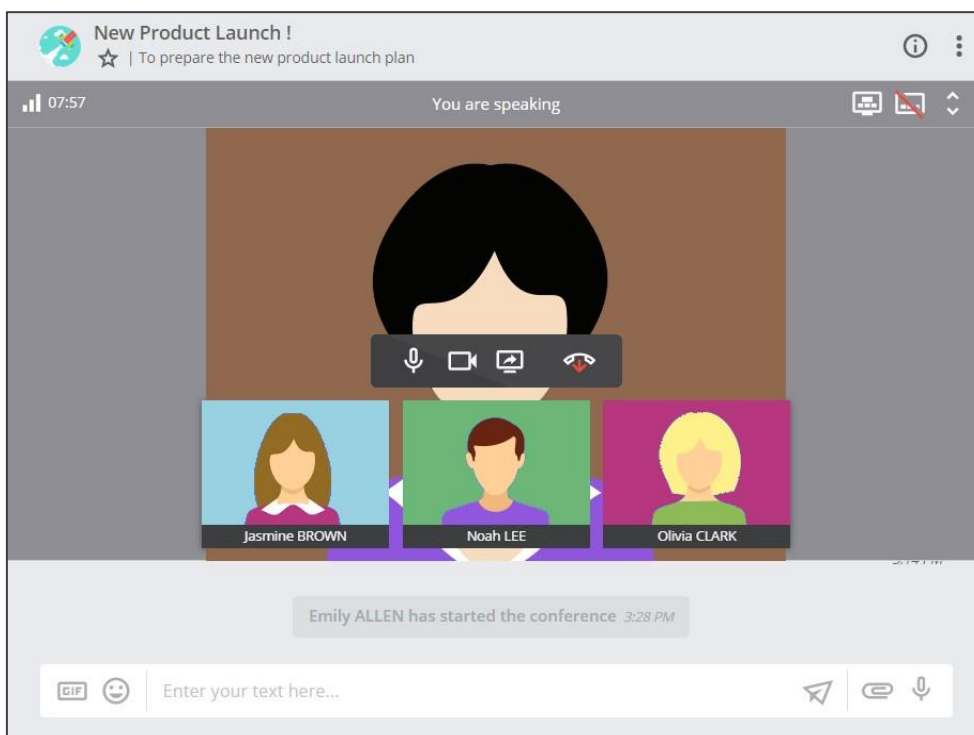 New Product Launch !
| To prepare the new product launch plan
07:57
You are speaking
Jasmine BROWN
Noah LEE
Olivia CLARK
Emily ALLEN has started the conference 3:28 PM
GIF
Enter your text here...